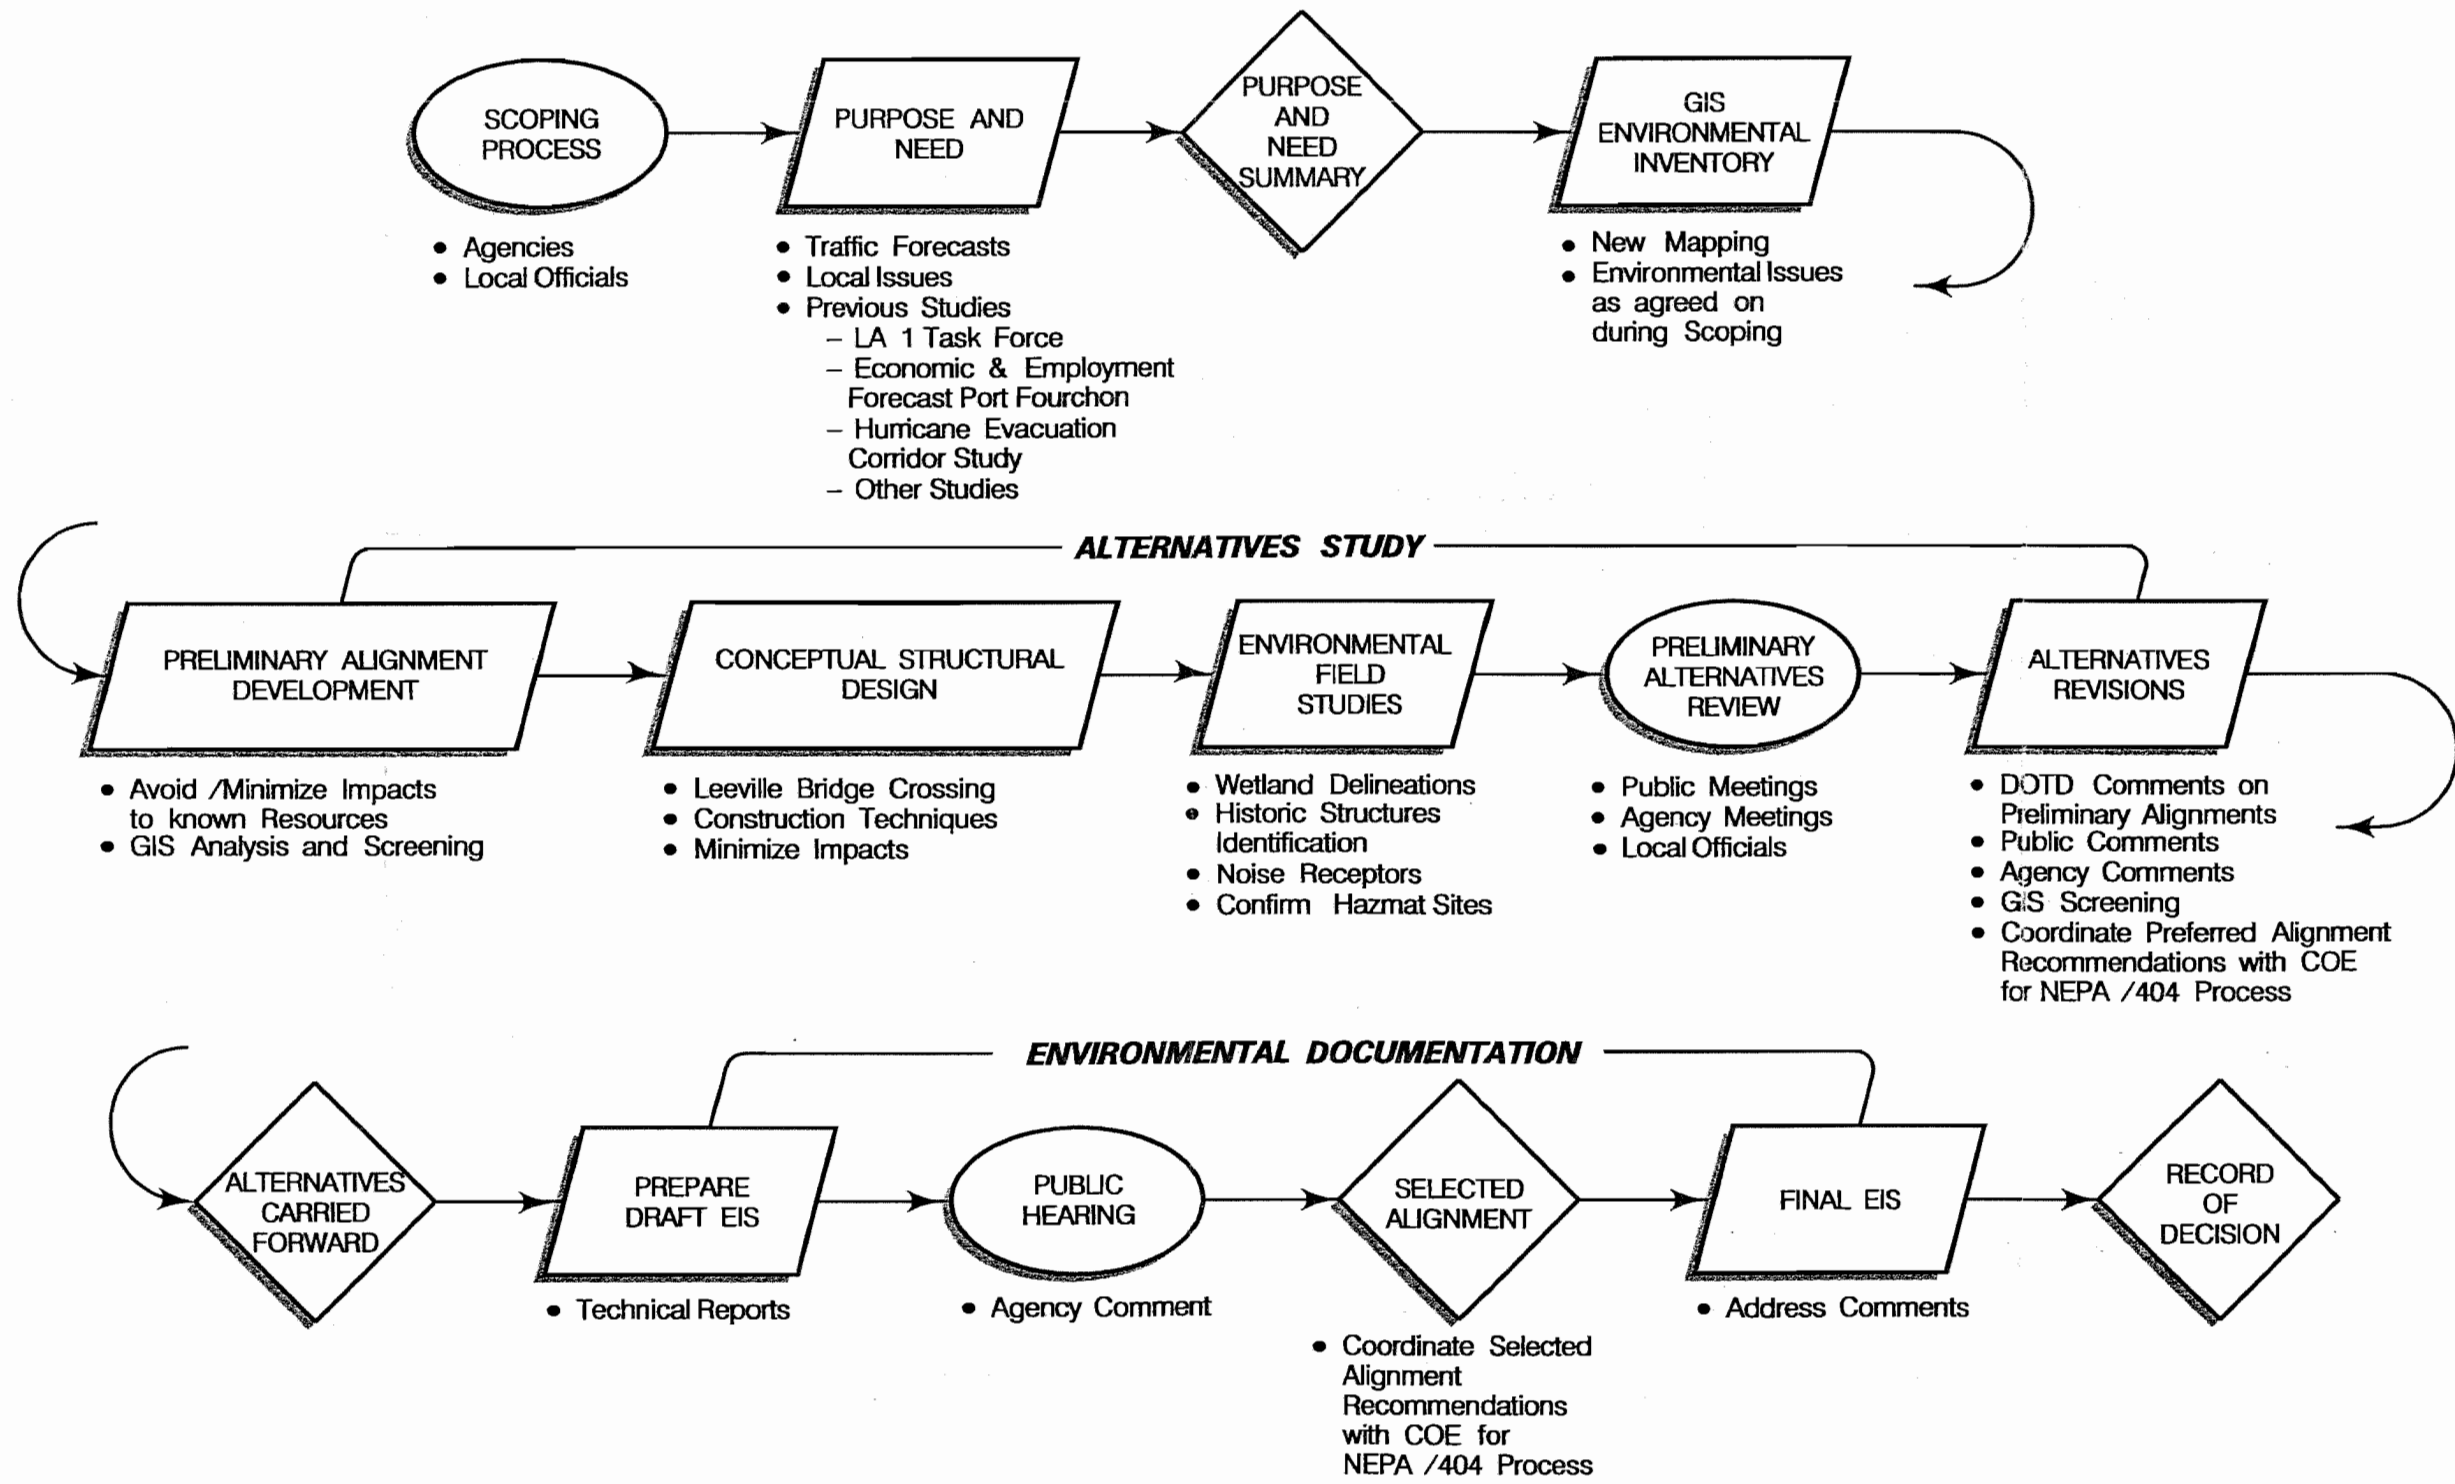 SCOPING
PROCESS
• Agencies
• Local Officials
PURPOSE AND
NEED
• Traffic Forecasts
• Local Issues
• Previous Studies
– LA 1 Task Force
– Economic & Employment
Forecast Port Fourchon
– Hurricane Evacuation
Corridor Study
– Other Studies
PURPOSE
AND
NEED
SUMMARY
GIS
ENVIRONMENTAL
INVENTORY
• New Mapping
• Environmental Issues
as agreed on
during Scoping
ALTERNATIVES STUDY
PRELIMINARY ALIGNMENT
DEVELOPMENT
• Avoid /Minimize Impacts
to known Resources
• GIS Analysis and Screening
CONCEPTUAL STRUCTURAL
DESIGN
• Leeville Bridge Crossing
• Construction Techniques
• Minimize Impacts
ENVIRONMENTAL
FIELD
STUDIES
• Wetland Delineations
• Historic Structures
Identification
• Noise Receptors
• Confirm Hazmat Sites
PRELIMINARY
ALTERNATIVES
REVIEW
• Public Meetings
• Agency Meetings
• Local Officials
ALTERNATIVES
REVISIONS
• DOTD Comments on
Preliminary Alignments
• Public Comments
• Agency Comments
• GIS Screening
• Coordinate Preferred Alignment
Recommendations with COE
for NEPA /404 Process
ENVIRONMENTAL DOCUMENTATION
ALTERNATIVES
CARRIED
FORWARD
PREPARE
DRAFT EIS
• Technical Reports
PUBLIC
HEARING
• Agency Comment
SELECTED
ALIGNMENT
• Coordinate Selected
Alignment
Recommendations
with COE for
NEPA /404 Process
FINAL EIS
• Address Comments
RECORD
OF
DECISION